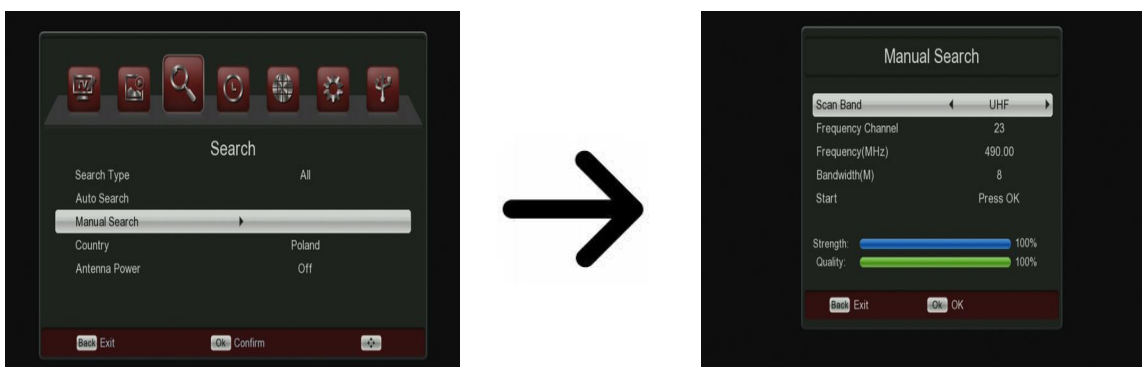 TV
Search
Search Type All
Auto Search
Manual Search
Country Poland
Antenna Power Off
Back Exit Ok Confirm
Manual Search
Scan Band UHF
Frequency Channel 23
Frequency(MHz) 490.00
Bandwidth(M) 8
Start Press OK
Strength: 100%
Quality: 100%
Back Exit Ok OK